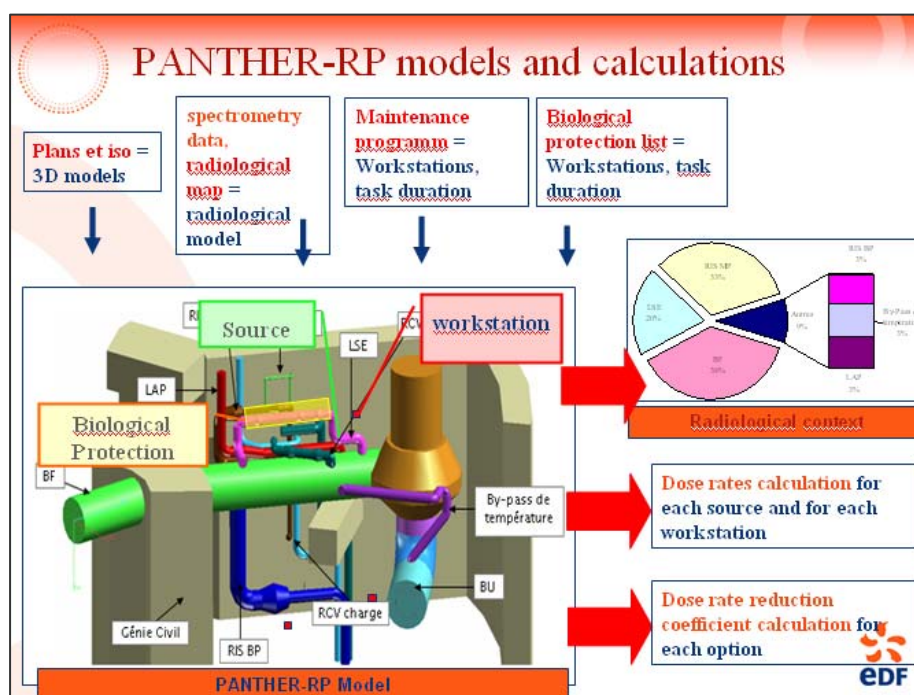 PANTHER-RP models and calculations
Plans et iso =
3D models
spectrometry
data,
radiological
map =
radiological
model
Maintenance
programm =
Workstations,
task duration
Biological
protection list =
Workstations, task
duration
Source
workstation
LSE
LAP
Biological
Protection
BF
By-pass de
température
BU
RCV charge
Génie Civil
RIS BP
PANTHER-RP Model
Radiological context
Dose rates calculation for
each source and for each
workstation
Dose rate reduction
coefficient calculation for
each option
eDF